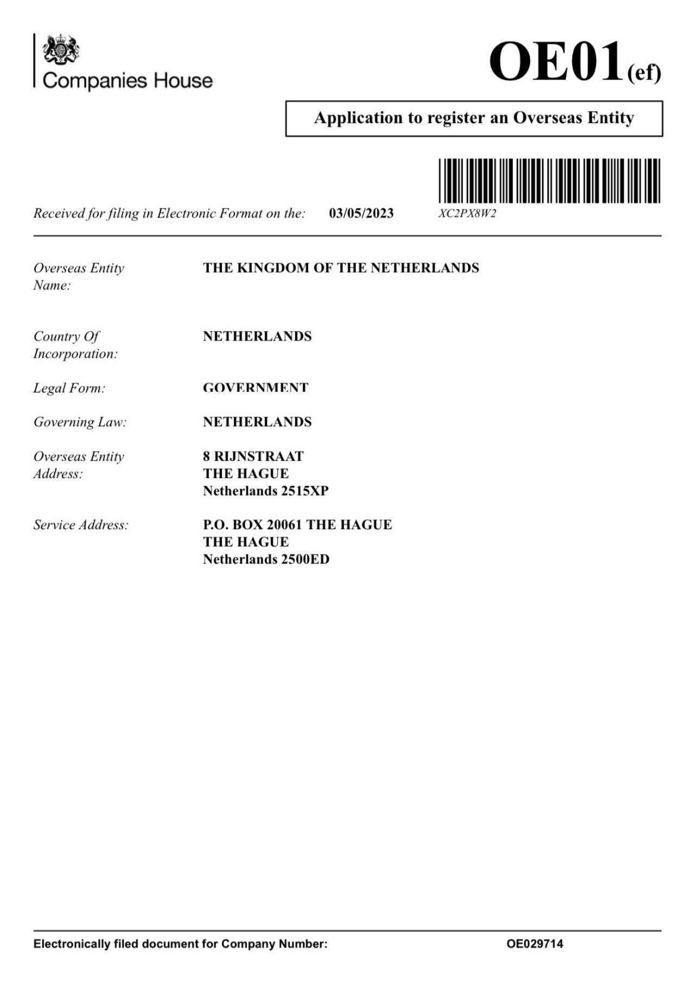 Companies House
OE01(ef)
Application to register an Overseas Entity
Received for filing in Electronic Format on the: 03/05/2023
XC2PX8W2
Overseas Entity Name: THE KINGDOM OF THE NETHERLANDS
Country Of Incorporation: NETHERLANDS
Legal Form: GOVERNMENT
Governing Law: NETHERLANDS
Overseas Entity Address: 8 RIJNSTRAAT
THE HAGUE
Netherlands 2515XP
Service Address: P.O. BOX 20061 THE HAGUE
THE HAGUE
Netherlands 2500ED
Electronically filed document for Company Number: OE029714